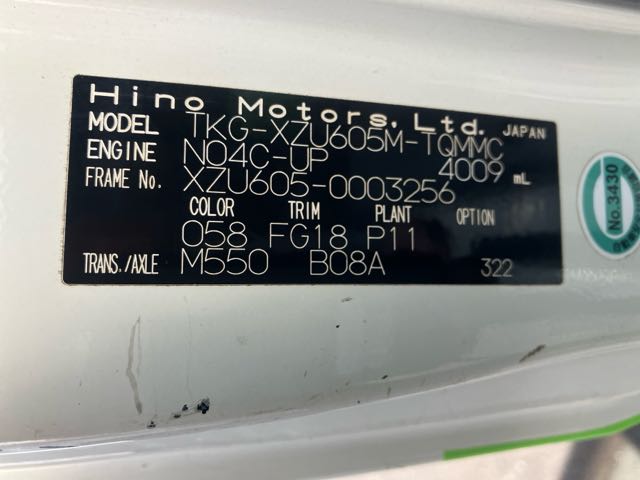 Hino Motors, Ltd. JAPAN
MODEL TKG-XZU605M-TQMMC
ENGINE N04C-UP 4009 mL
FRAME No. XZU605-0003256
COLOR TRIM PLANT OPTION
058 FG18 P11
TRANS./AXLE M550 B08A 322
No.3430